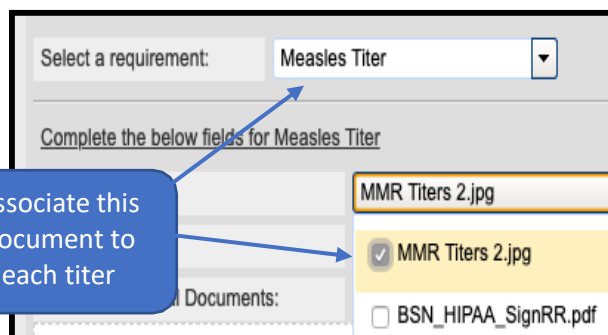 Select a requirement: Measles Titer
Complete the below fields for Measles Titer
ssociate this
ocument to
each titer
MMR Titers 2.jpg
MMR Titers 2.jpg
Documents:
BSN_HIPAA_SignRR.pdf